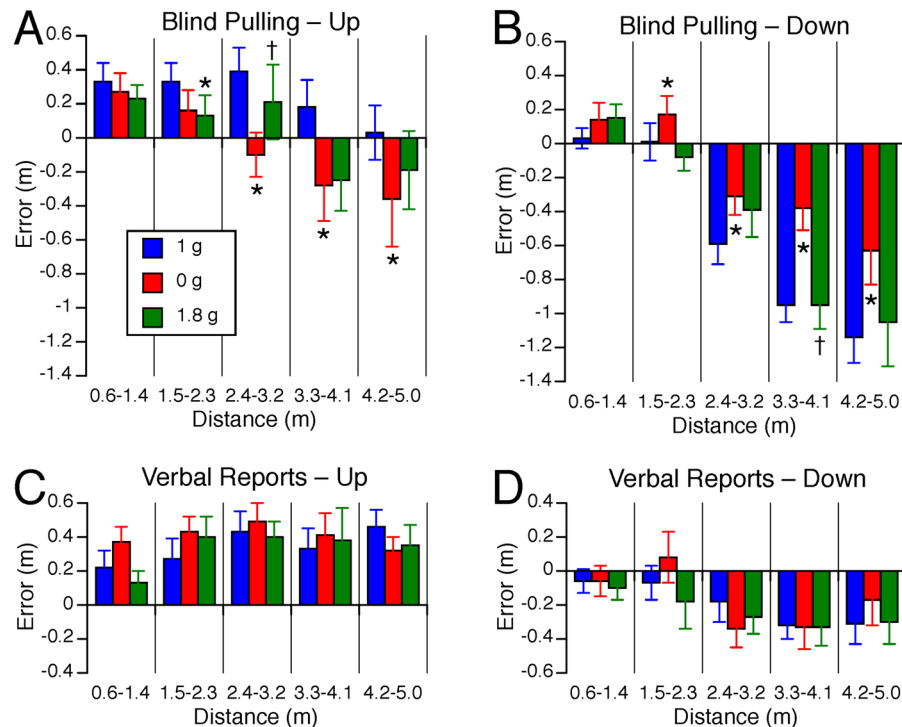 A
Blind Pulling – Up
0.6
0.4
0.2
0
-0.2
-0.4
-0.6
-0.8
-1
-1.2
-1.4
Error (m)
*
†
*
*
*
1 g
0 g
1.8 g
0.6-1.4 1.5-2.3 2.4-3.2 3.3-4.1 4.2-5.0
Distance (m)
B
Blind Pulling – Down
0.6
0.4
0.2
0
-0.2
-0.4
-0.6
-0.8
-1
-1.2
-1.4
Error (m)
*
*
*
†
*
0.6-1.4 1.5-2.3 2.4-3.2 3.3-4.1 4.2-5.0
Distance (m)
C
Verbal Reports – Up
0.6
0.4
0.2
0
-0.2
-0.4
Error (m)
0.6-1.4 1.5-2.3 2.4-3.2 3.3-4.1 4.2-5.0
Distance (m)
D
Verbal Reports – Down
0.4
0.2
0
-0.2
-0.4
-0.6
Error (m)
0.6-1.4 1.5-2.3 2.4-3.2 3.3-4.1 4.2-5.0
Distance (m)